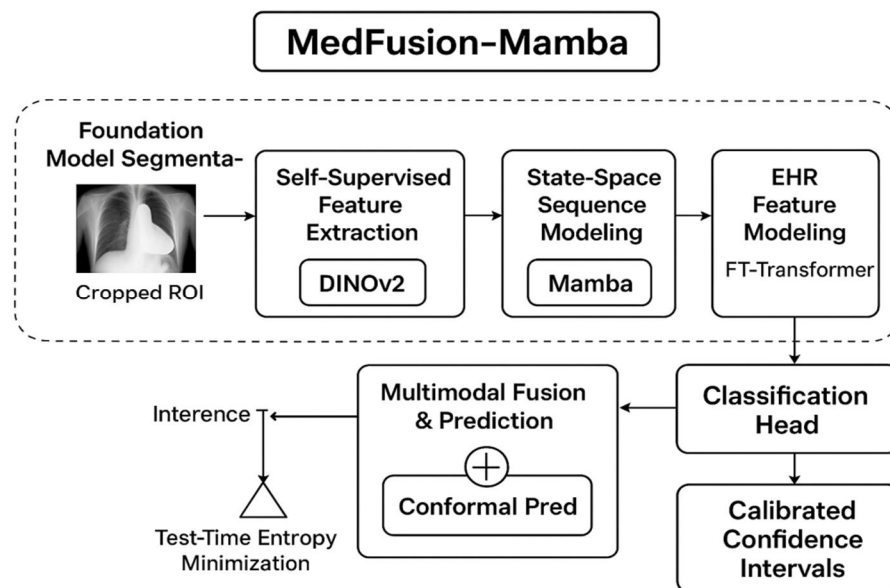 MedFusion-Mamba
Foundation
Model Segmenta-
Cropped ROI
Self-Supervised
Feature
Extraction
DINOv2
State-Space
Sequence
Modeling
Mamba
EHR
Feature
Modeling
FT-Transformer
Classification
Head
Calibrated
Confidence
Intervals
Multimodal Fusion
& Prediction
+
Conformal Pred
Interence
Test-Time Entropy
Minimization